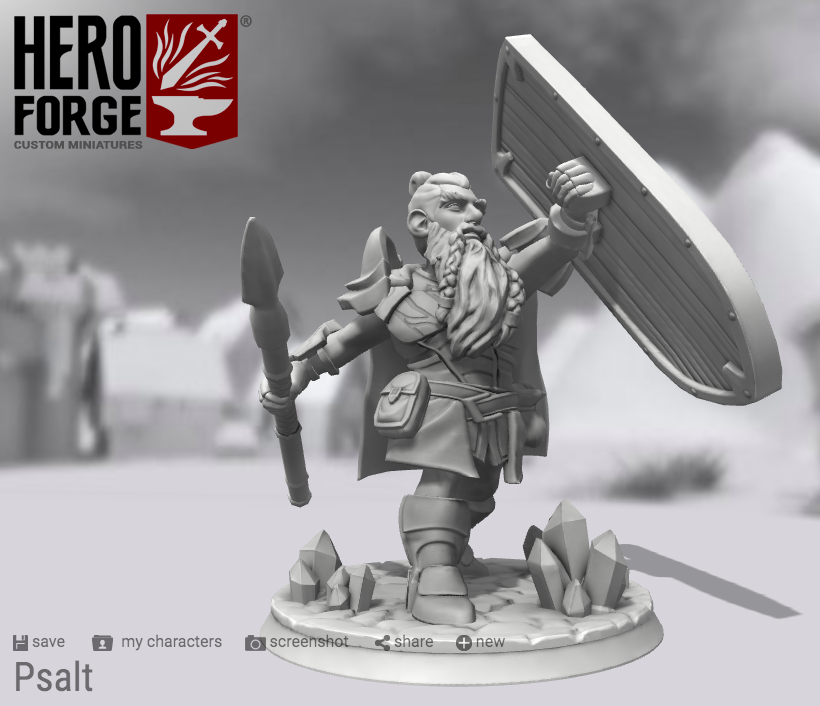 HERO
FORGE®
CUSTOM MINIATURES
save my characters screenshot share new
Psalt